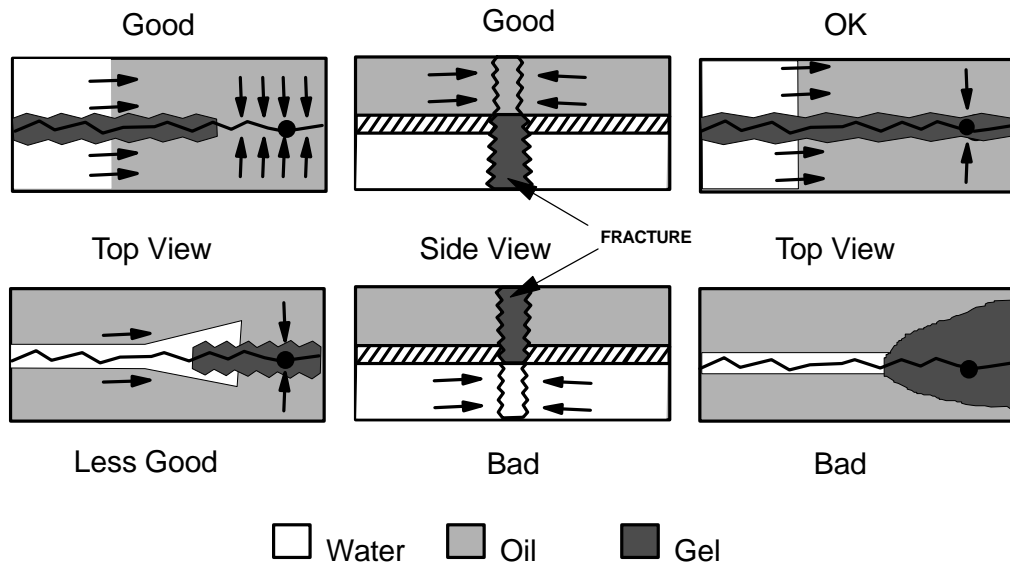 Good
Good
OK
Top View
Side View
FRACTURE
Top View
Less Good
Bad
Bad
Water
Oil
Gel